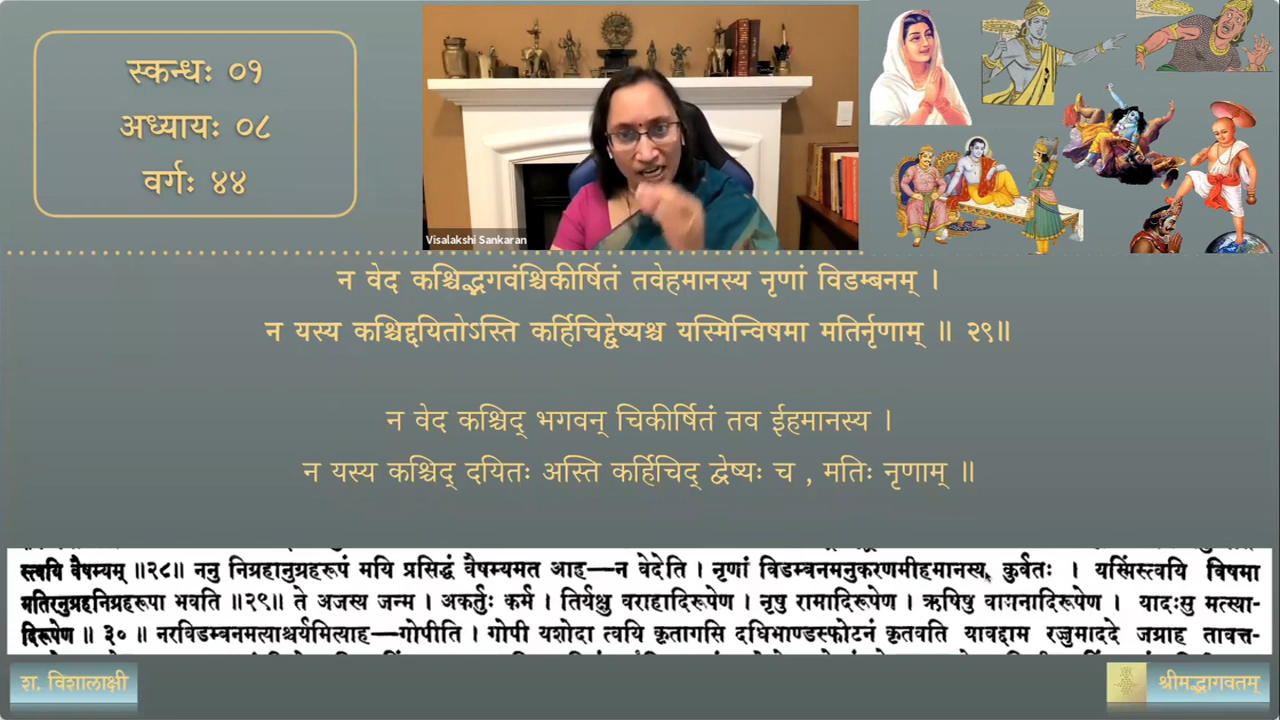 स्कन्धः ०१
अध्यायः ०८
वर्गः ४४
Visalakshi Sankaran
न वेद कश्चिद्भगवंश्चिकीर्षितं तवेहमानस्य नृणां विडम्बनम् ।
न यस्य कश्चिद्दयितोऽस्ति कर्हिचिद्द्वेष्यश्च यस्मिन्विषमा मतिर्नृणाम् ॥ २९॥
न वेद कश्चिद् भगवन् चिकीर्षितं तव ईहमानस्य ।
न यस्य कश्चिद् दयितः अस्ति कर्हिचिद् द्वेष्यः च , मतिः नृणाम् ॥
स्त्वयि वैषम्यम् ॥२८॥ ननु निग्रहानुग्रहरूपं मयि प्रसिद्धं वैषम्यमत आह—न वेदेति । नृणां विडम्बनमनुकरणमीहमानस्य कुर्वतः । यस्मिंस्त्वयि विषमा
मतिरनुग्रहनिग्रहरूपा भवति ॥२९॥ ते अजस्य जन्म । अकर्तुः कर्म । तिर्यक्षु वराहादिरूपेण । नृषु रामादिरूपेण । ऋषिषु वामनादिरूपेण । यादःसु मत्स्या-
दिरूपेण ॥ ३० ॥ नरविडम्बनमत्याश्चर्यमित्याह—गोपीति । गोपी यशोदा त्वयि कृतागसि दधिभाण्डस्फोटनं कृतवति यावद्दाम रज्जुमाददे जग्राह तावत्त-
श. विशालाक्षी
श्रीमद्भागवतम्